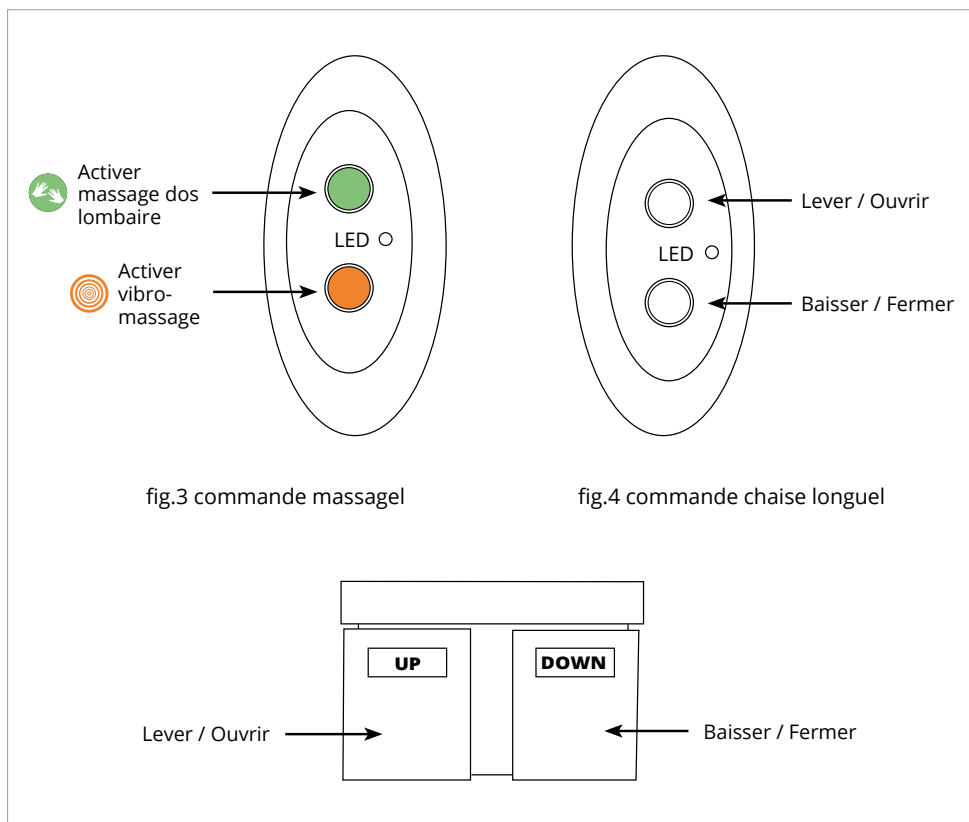 Activer
massage dos
lombaire
LED
Activer
vibro-
massage
Lever / Ouvrir
LED
Baisser / Fermer
fig.3 commande massagel
fig.4 commande chaise longuel
UP
DOWN
Lever / Ouvrir
Baisser / Fermer